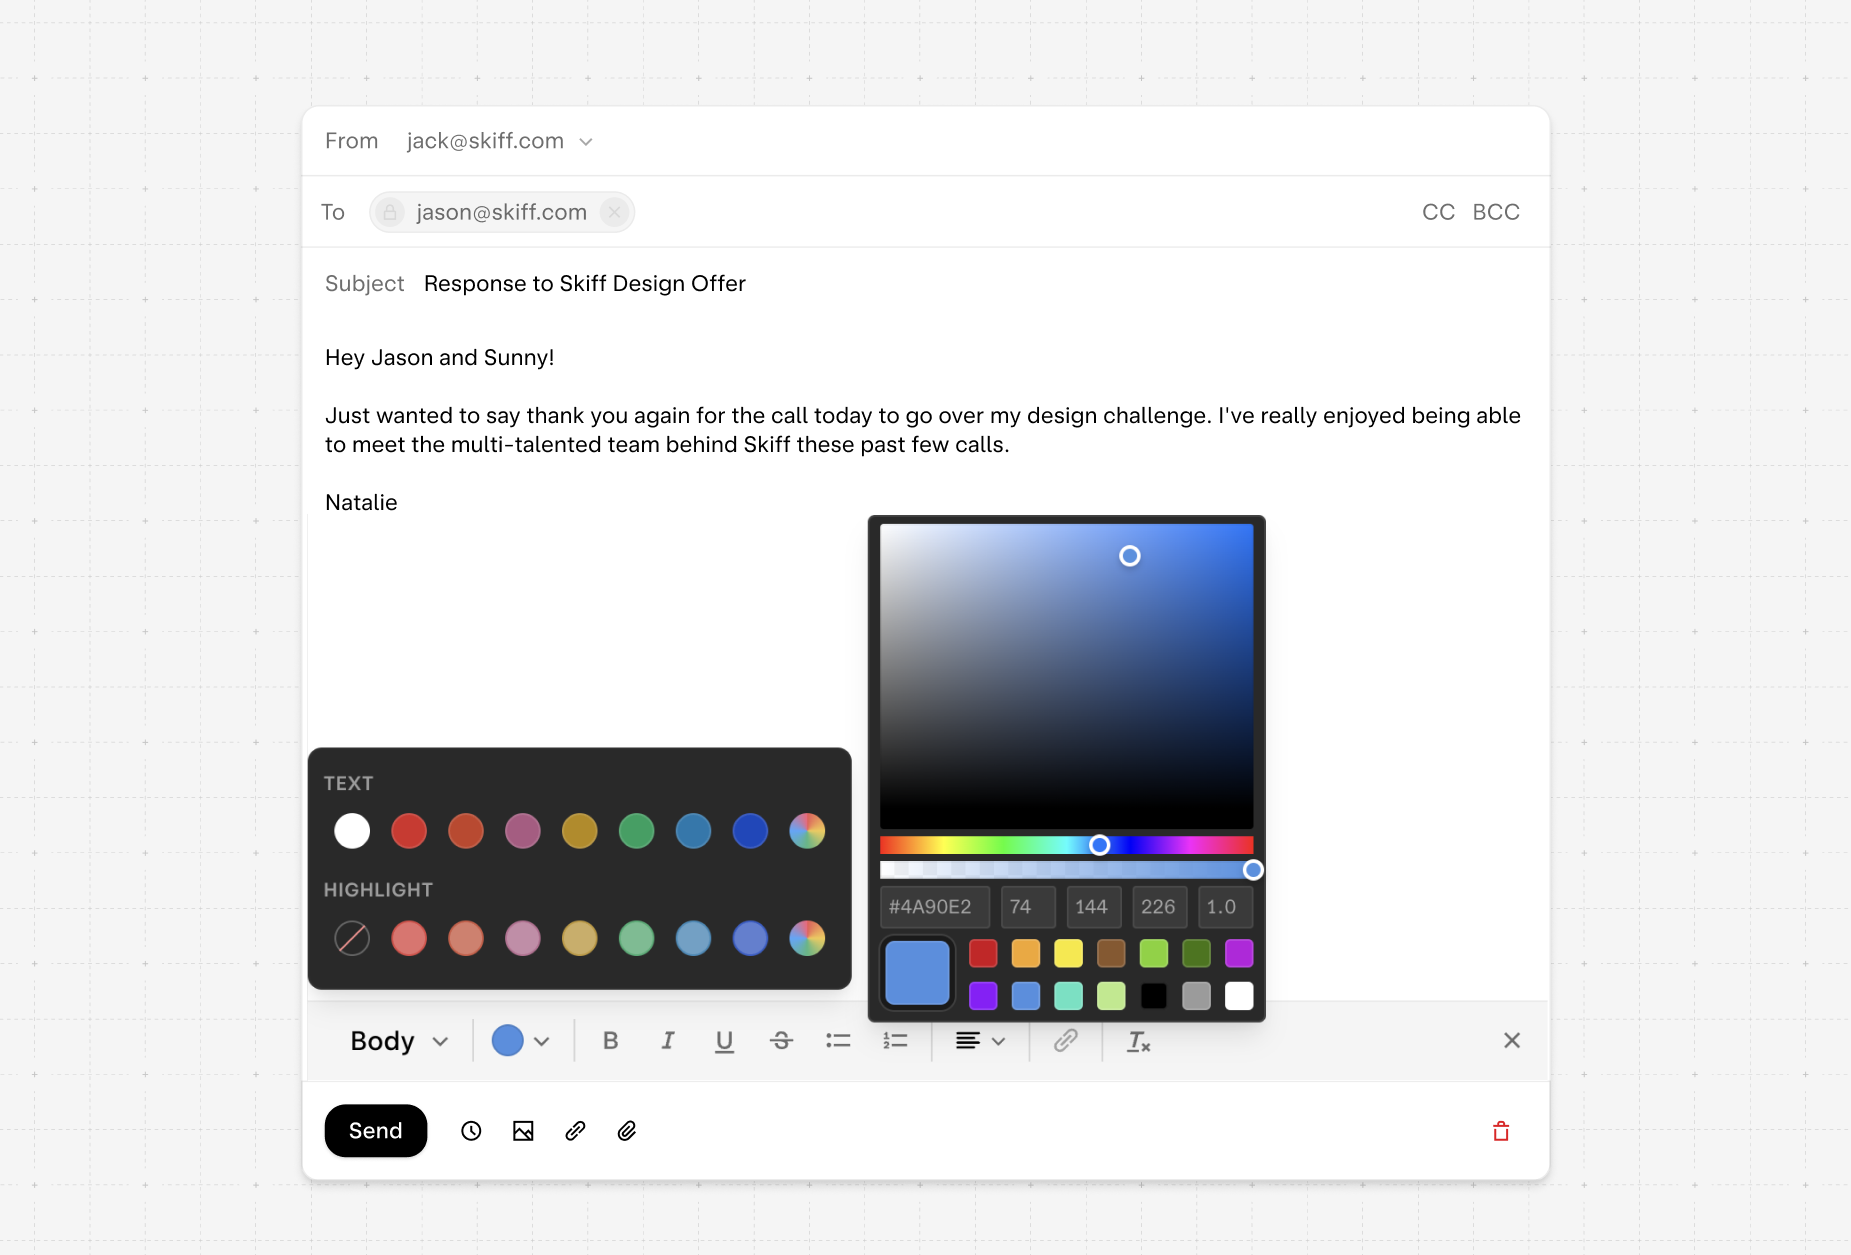 From jack@skiff.com
To jason@skiff.com CC BCC
Subject Response to Skiff Design Offer
Hey Jason and Sunny!
Just wanted to say thank you again for the call today to go over my design challenge. I've really enjoyed being able
to meet the multi-talented team behind Skiff these past few calls.
Natalie
TEXT
HIGHLIGHT
#4A90E2 74 144 226 1.0
Body B I U S
Send